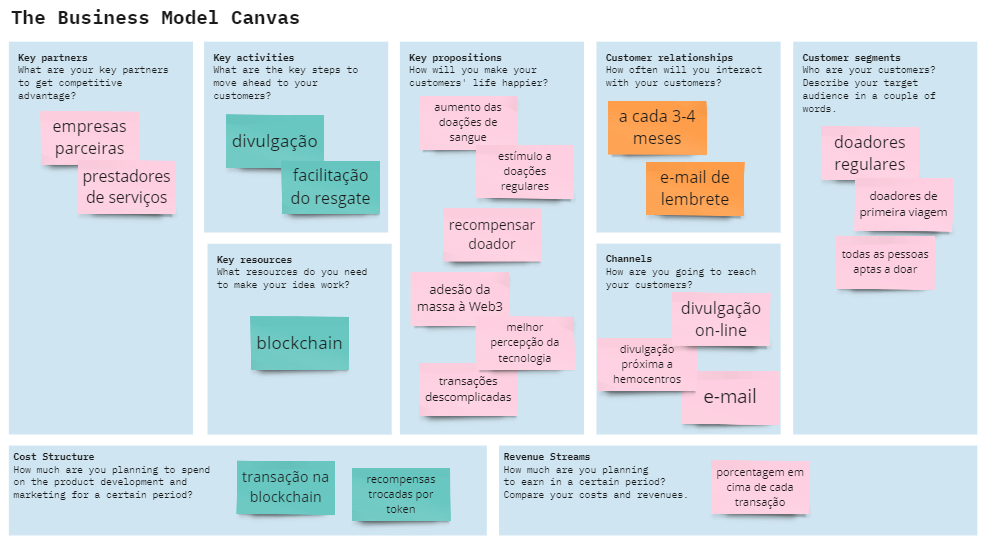 The Business Model Canvas
Key partners
What are your key partners
to get competitive
advantage?
empresas
parceiras
prestadores
de serviços
Key activities
What are the key steps to
move ahead to your
customers?
divulgação
facilitação
do resgate
Key resources
What resources do you need
to make your idea work?
blockchain
Key propositions
How will you make your
customers' life happier?
aumento das
doações de
sangue
estímulo a
doações
regulares
recompensar
doador
adesão da
massa à Web3
melhor
percepção da
tecnologia
transações
descomplicadas
Customer relationships
How often will you interact
with your customers?
a cada 3-4
meses
e-mail de
lembrete
Channels
How are you going to reach
your customers?
divulgação
on-line
divulgação
próxima a
hemocentros
e-mail
Customer segments
Who are your customers?
Describe your target
audience in a couple of
words.
doadores
regulares
doadores de
primeira viagem
todas as pessoas
aptas a doar
Cost Structure
How much are you planning to spend
on the product development and
marketing for a certain period?
transação na
blockchain
recompensas
trocadas por
token
Revenue Streams
How much are you planning
to earn in a certain period?
Compare your costs and revenues.
porcentagem em
cima de cada
transação